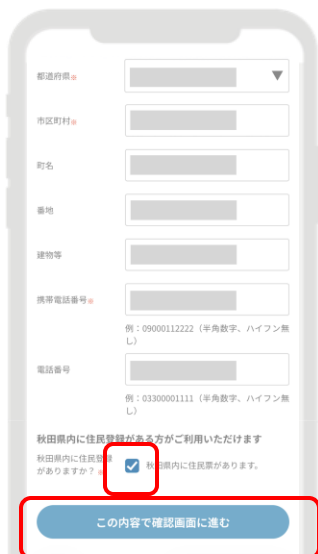 都道府県※
市区町村※
町名
番地
建物等
携帯電話番号※
例：09000112222（半角数字、ハイフン無
し）
電話番号
例：03300001111（半角数字、ハイフン無
し）
秋田県内に住民登録がある方がご利用いただけます
秋田県内に住民登録
がありますか？※
秋田県内に住民票があります。
この内容で確認画面に進む